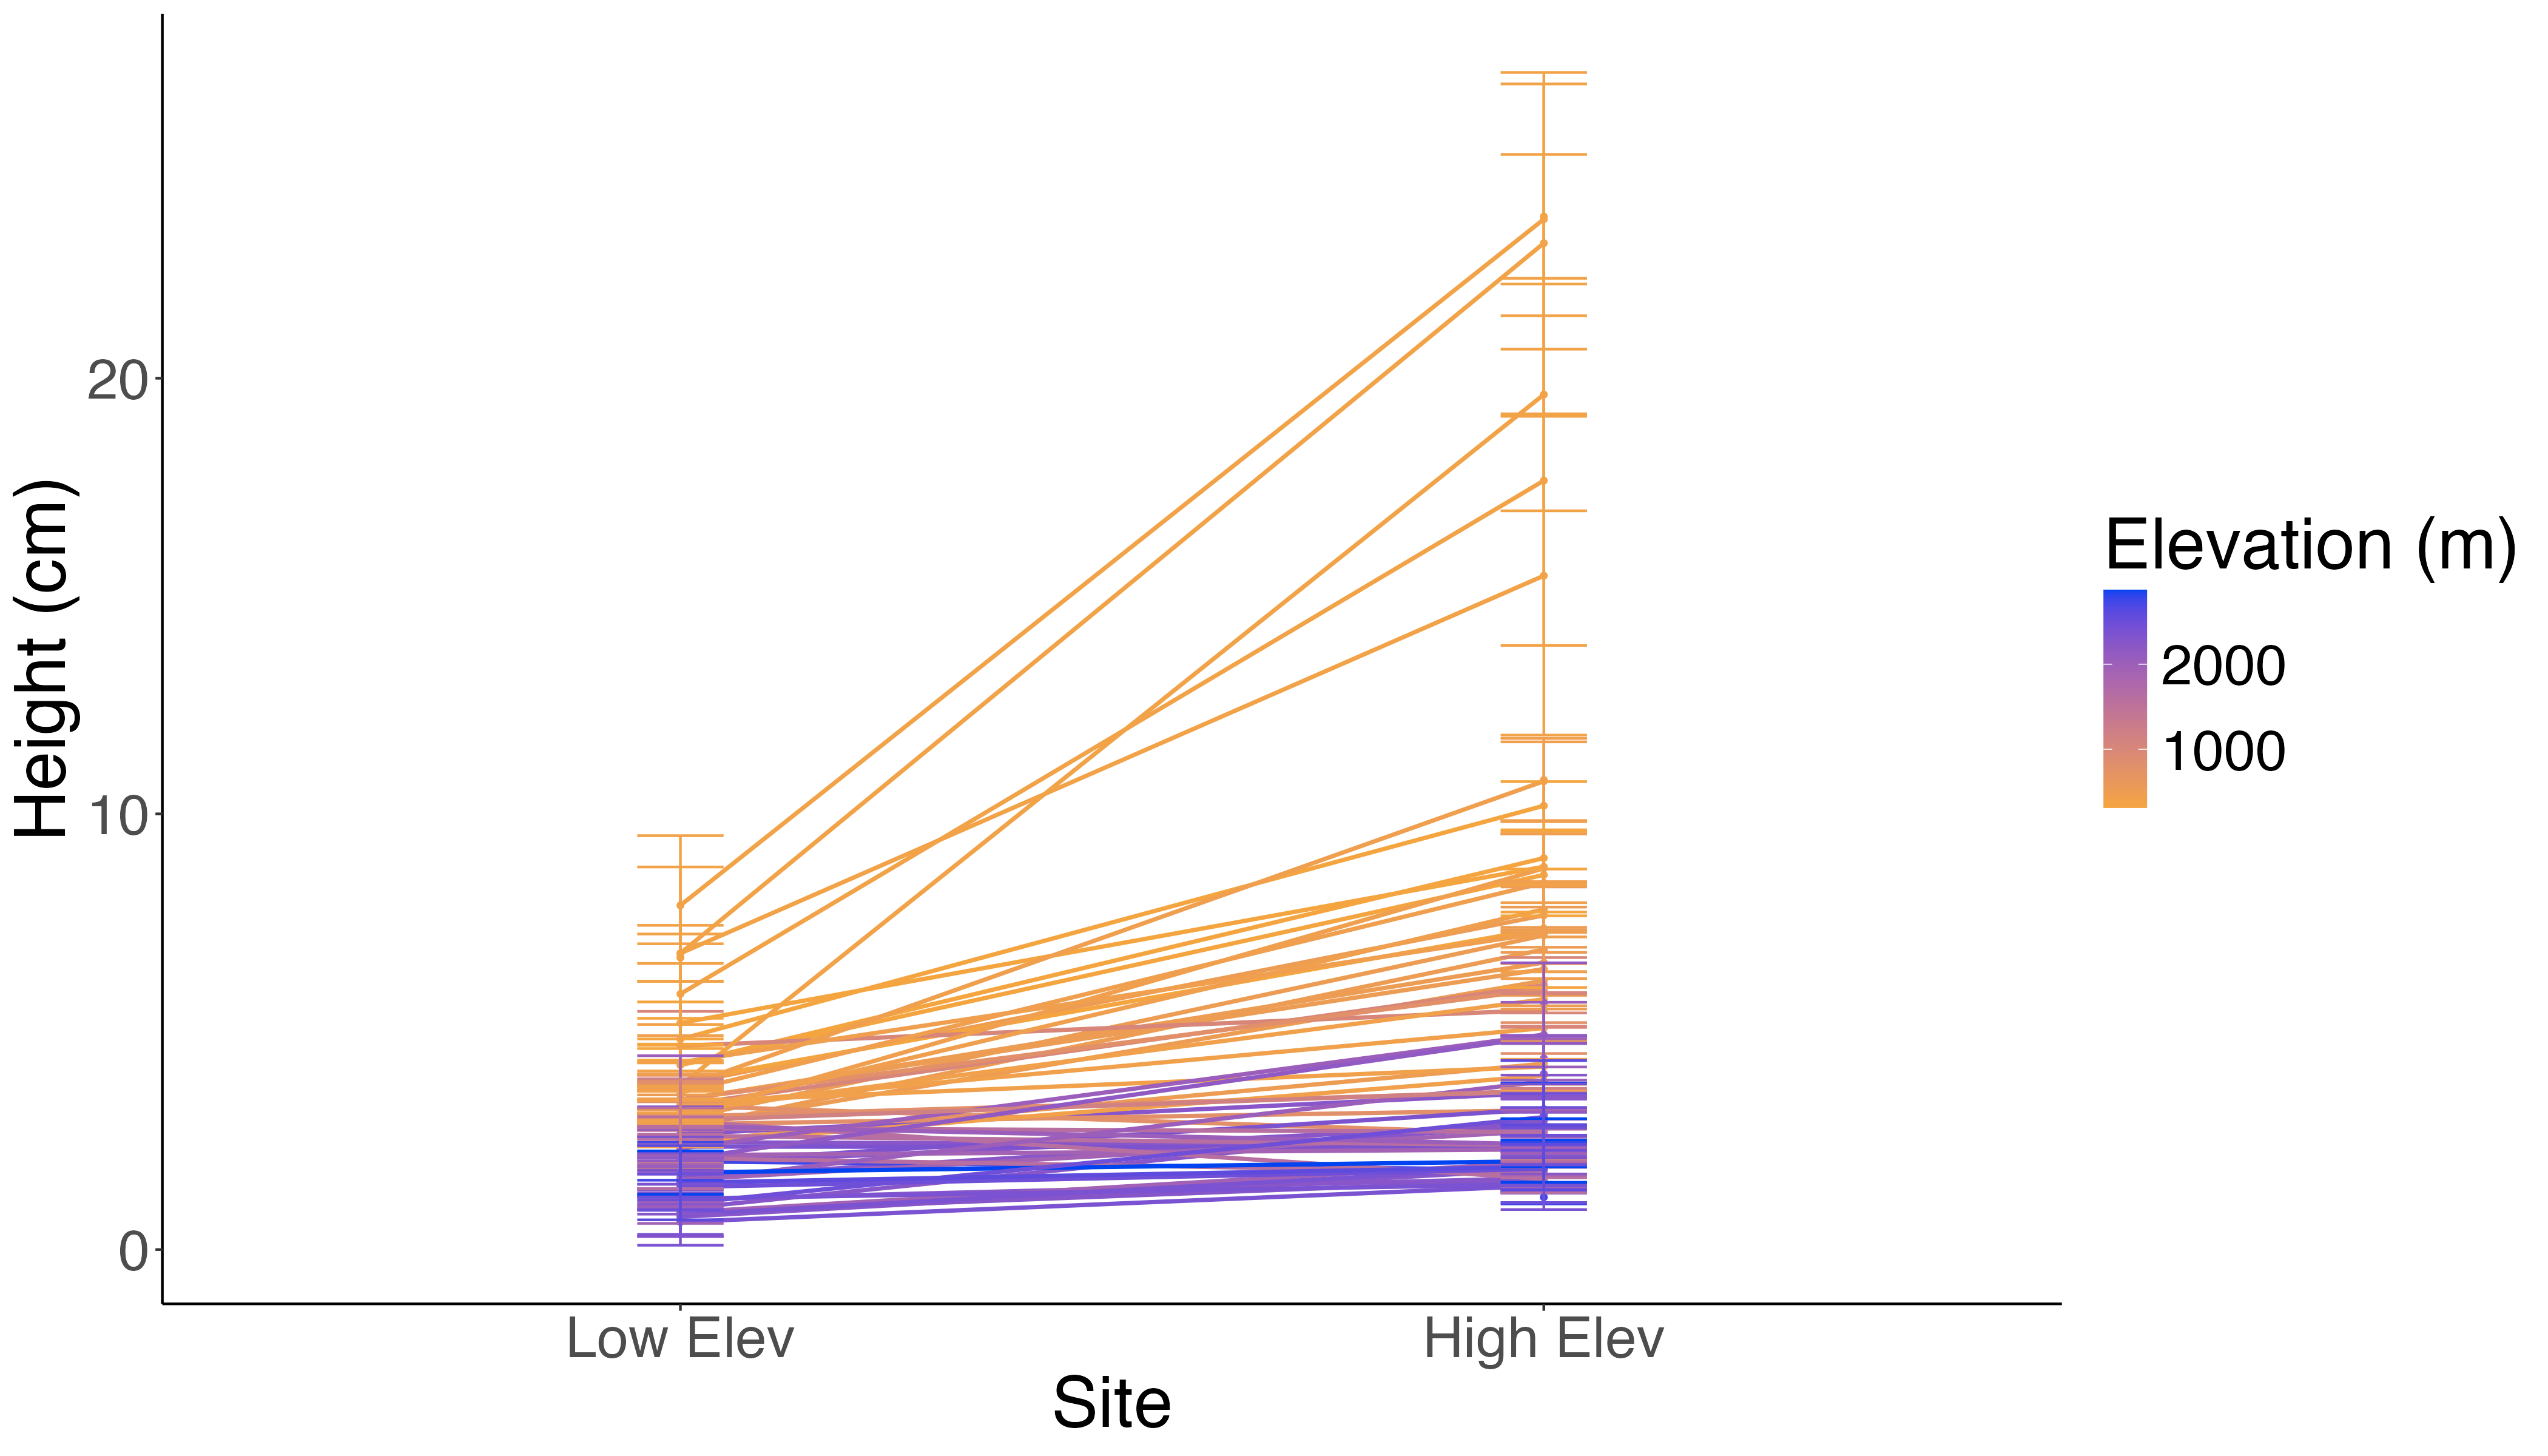 Height (cm)
20
10
0
Low Elev
High Elev
Site
Elevation (m)
2000
1000